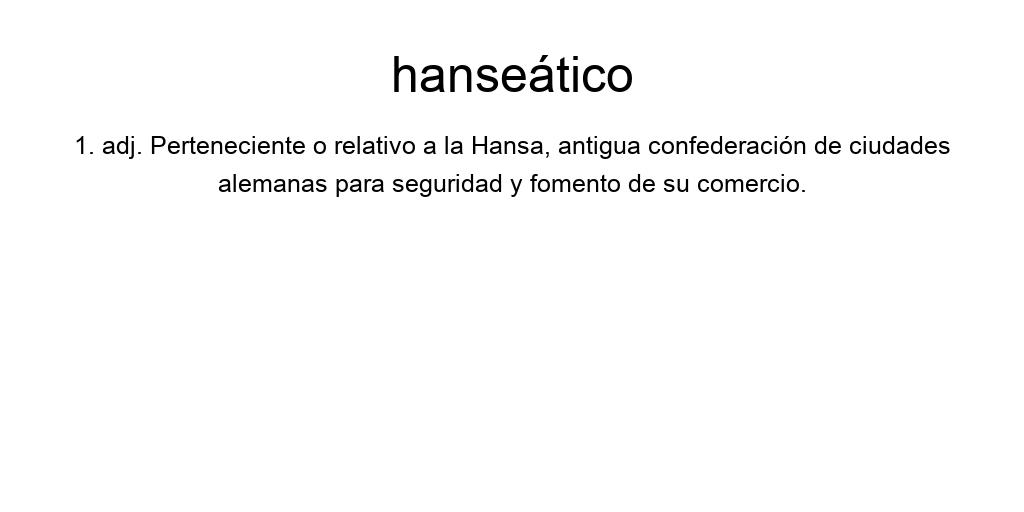 hanseático
1. adj. Perteneciente o relativo a la Hansa, antigua confederación de ciudades
alemanas para seguridad y fomento de su comercio.